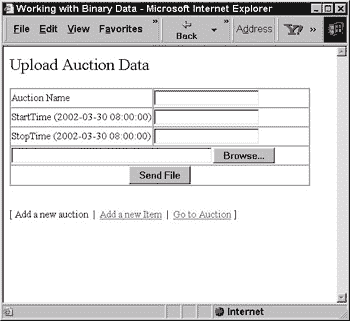 Working with Binary Data - Microsoft Internet Explorer
File Edit View Favorites » Back » Address »
Upload Auction Data
Auction Name
StartTime (2002-03-30 08:00:00)
StopTime (2002-03-30 08:00:00)
Browse...
Send File
[ Add a new auction | Add a new Item | Go to Auction ]
Internet